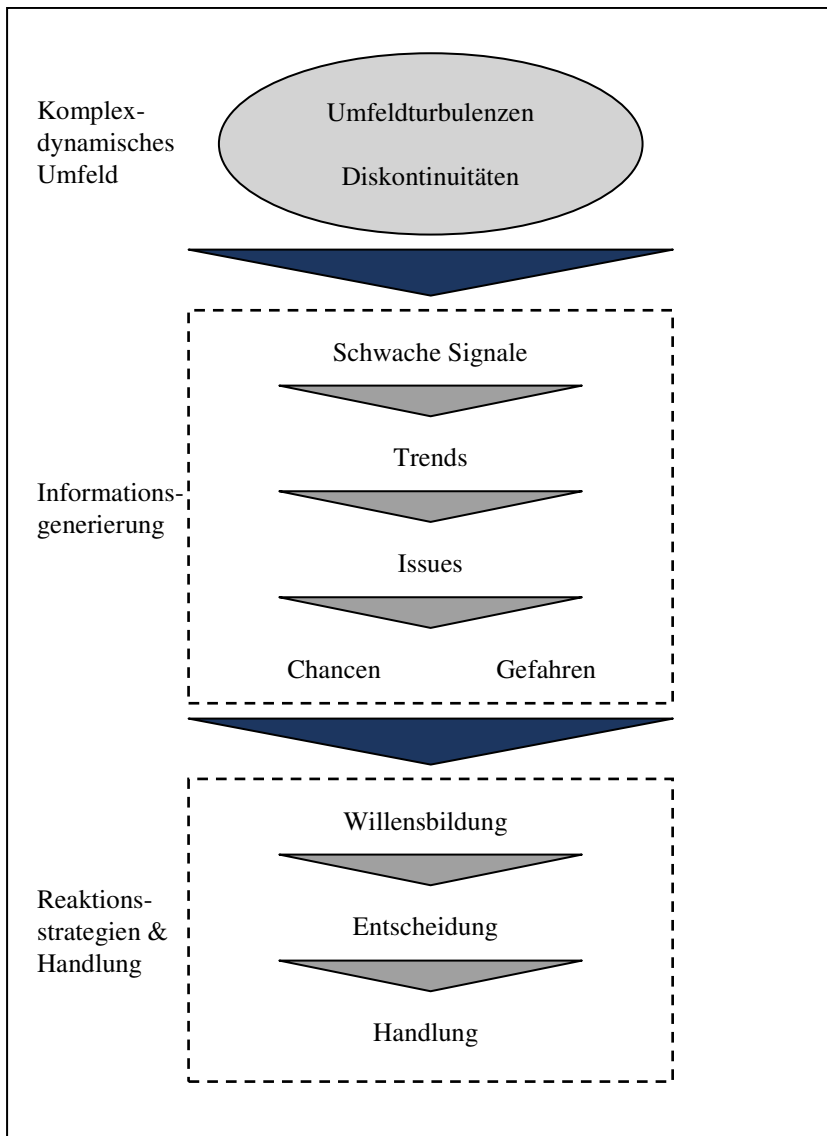 Komplex-
dynamisches
Umfeld
Umfeldturbulenzen
Diskontinuitäten
Informations-
generierung
Schwache Signale
Trends
Issues
Chancen Gefahren
Reaktions-
strategien &
Handlung
Willensbildung
Entscheidung
Handlung